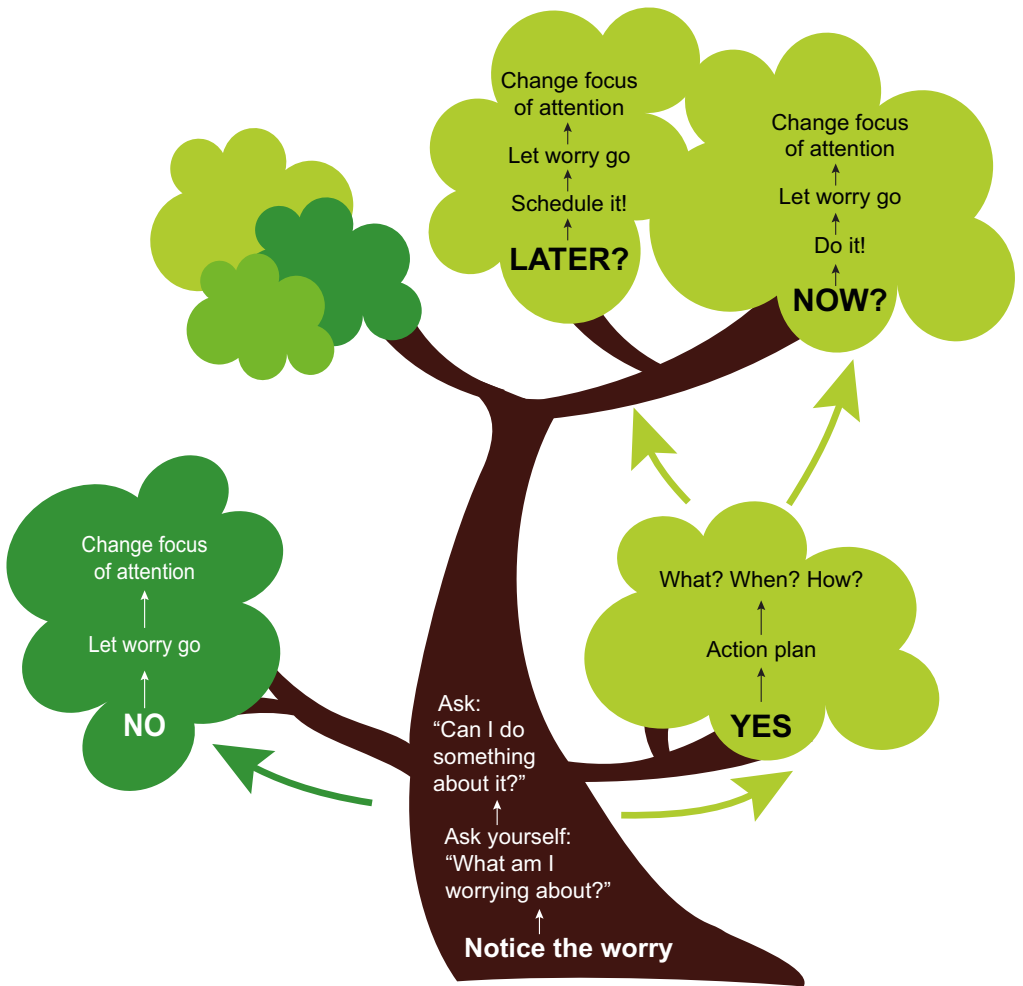 Change focus
of attention
Let worry go
Schedule it!
LATER?
Change focus
of attention
Let worry go
Do it!
NOW?
Change focus
of attention
Let worry go
NO
What? When? How?
Action plan
YES
Ask:
“Can I do
something
about it?”
Ask yourself:
“What am I
worrying about?”
Notice the worry